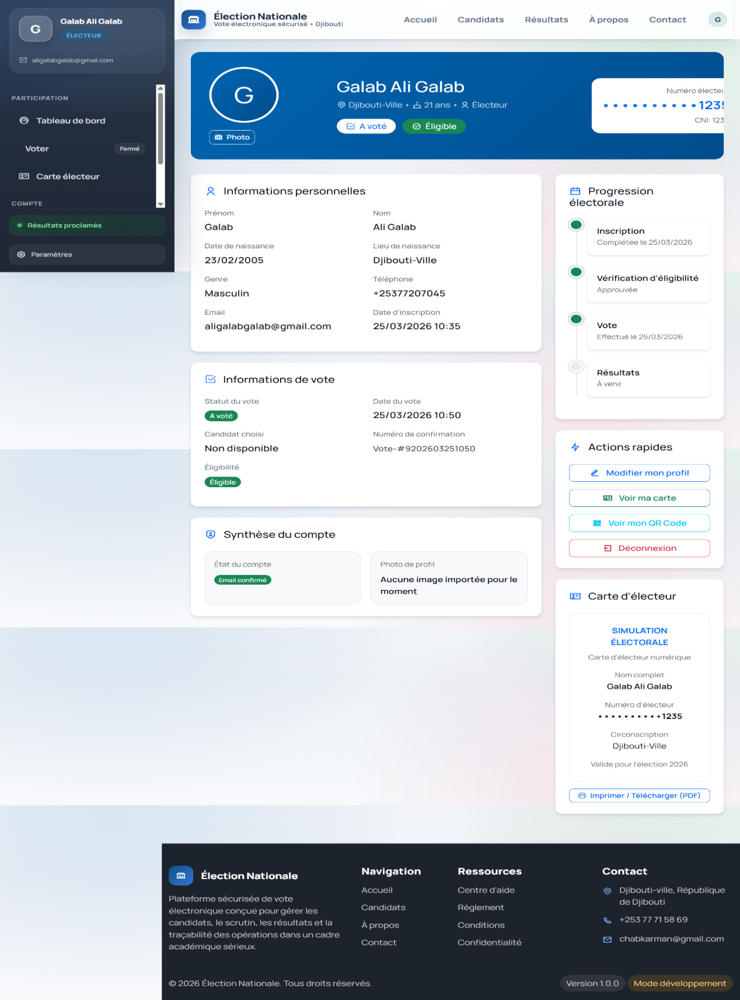 G
Galab Ali Galab
ÉLECTEUR
aligalabgalab@gmail.com
PARTICIPATION
Tableau de bord
Voter
Fermé
Carte électeur
COMPTE
Résultats proclamés
Paramètres
Élection Nationale
Vote électronique sécurisé • Djibouti
Accueil
Candidats
Résultats
À propos
Contact
G
G
Photo
Galab Ali Galab
Djibouti-Ville • 21 ans • Électeur
A voté
Éligible
Numéro électeu
• • • • • • • • • •1235
CNI: 123
Informations personnelles
Prénom
Nom
Galab
Ali Galab
Date de naissance
Lieu de naissance
23/02/2005
Djibouti-Ville
Genre
Téléphone
Masculin
+25377207045
Email
Date d'inscription
aligalabgalab@gmail.com
25/03/2026 10:35
Informations de vote
Statut du vote
Date du vote
A voté
25/03/2026 10:50
Candidat choisi
Numéro de confirmation
Non disponible
Vote-#9202603251050
Éligibilité
Éligible
Synthèse du compte
État du compte
Email confirmé
Photo de profil
Aucune image importée pour le
moment
Progression
électorale
Inscription
Complétée le 25/03/2026
Vérification d'éligibilité
Approuvée
Vote
Effectué le 25/03/2026
Résultats
À venir
Actions rapides
Modifier mon profil
Voir ma carte
Voir mon QR Code
Déconnexion
Carte d'électeur
SIMULATION
ÉLECTORALE
Carte d'électeur numérique
Nom complet
Galab Ali Galab
Numéro d'électeur
• • • • • • • • • •1235
Circonscription
Djibouti-Ville
Valide pour l'élection 2026
Imprimer / Télécharger (PDF)
Élection Nationale
Plateforme sécurisée de vote
électronique conçue pour gérer les
candidats, le scrutin, les résultats et la
traçabilité des opérations dans un cadre
académique sérieux.
Navigation
Accueil
Candidats
À propos
Contact
Ressources
Centre d'aide
Règlement
Conditions
Confidentialité
Contact
Djibouti-ville, République
de Djibouti
+253 77 71 58 69
chabkarman@gmail.com
© 2026 Élection Nationale. Tous droits réservés.
Version 1.0.0
Mode développement